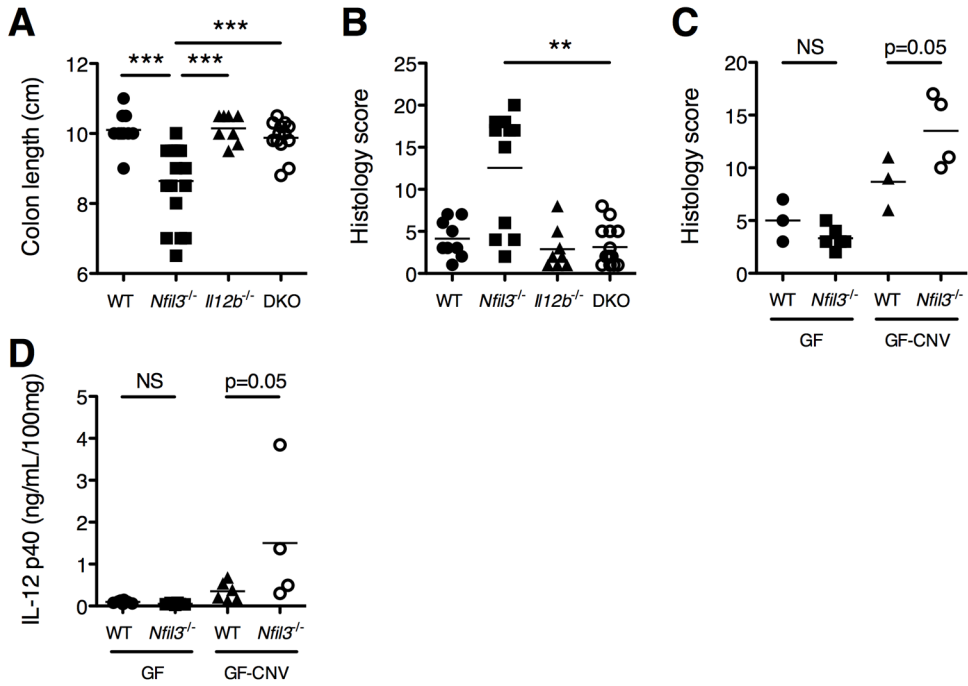 A
***
*** ***
Colon length (cm)
12
10
8
6
WT Nfil3-/- Il12b-/- DKO
B
**
Histology score
25
20
15
10
5
0
WT Nfil3-/- Il12b-/- DKO
C
NS p=0.05
Histology score
20
15
10
5
0
WT Nfil3-/- WT Nfil3-/-
GF GF-CNV
D
NS p=0.05
IL-12 p40 (ng/mL/100mg)
5
4
3
2
1
0
WT Nfil3-/- WT Nfil3-/-
GF GF-CNV